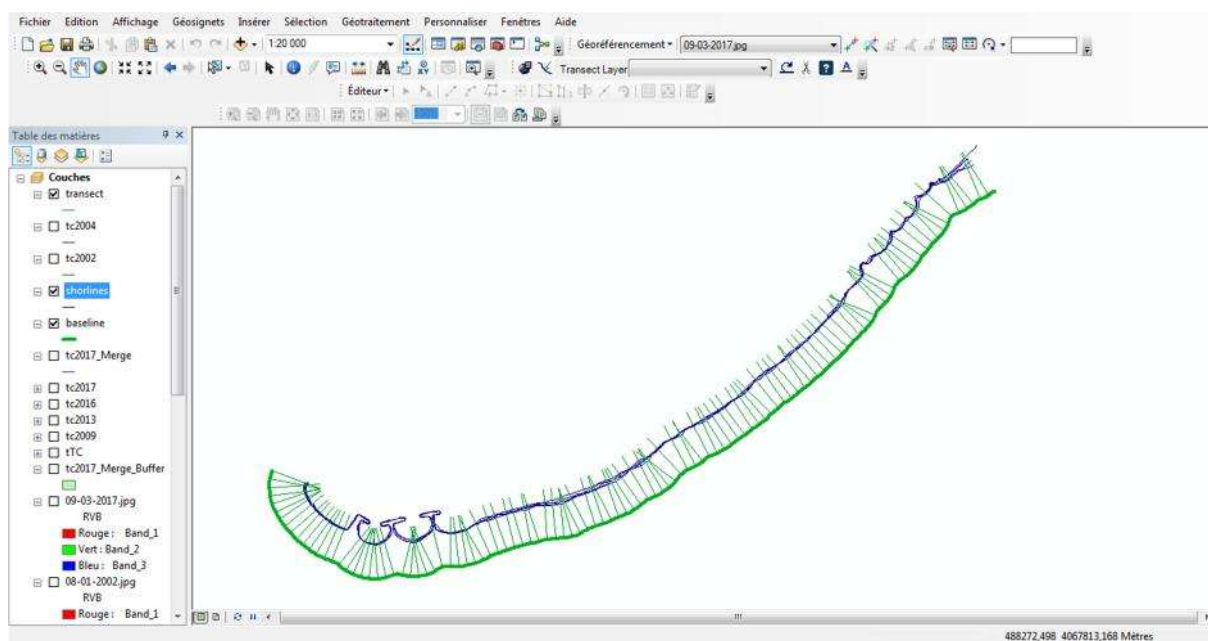 Fichier Edition Affichage Géosignets Insérer Sélection Géotraitement Personnaliser Fenêtres Aide
1:20 000 Géoréférencement 09-03-2017.jpg
Transect Layer
Éditeur
Table des matières
Couches
transect
tc2004
tc2002
shorlines
baseline
tc2017_Merge
tc2017
tc2016
tc2013
tc2009
tTC
tc2017_Merge_Buffer
09-03-2017.jpg
RVB
Rouge : Band_1
Vert : Band_2
Bleu : Band_3
08-01-2002.jpg
RVB
Rouge : Band_1
488272,498 4067813,168 Mètres